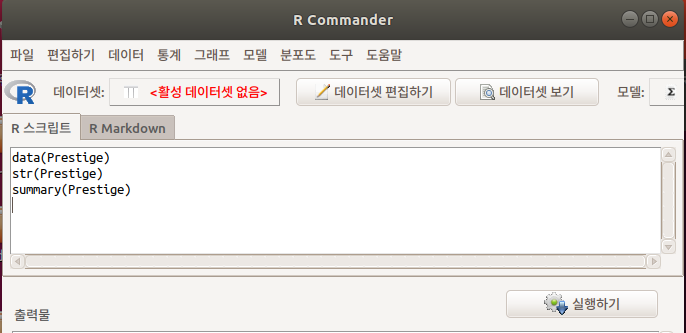 R Commander
파일 편집하기 데이터 통계 그래프 모델 분포도 도구 도움말
R 데이터셋: <활성 데이터셋 없음> 데이터셋 편집하기 데이터셋 보기 모델: Σ
R 스크립트 R Markdown
data(Prestige)
str(Prestige)
summary(Prestige)
실행하기
출력물